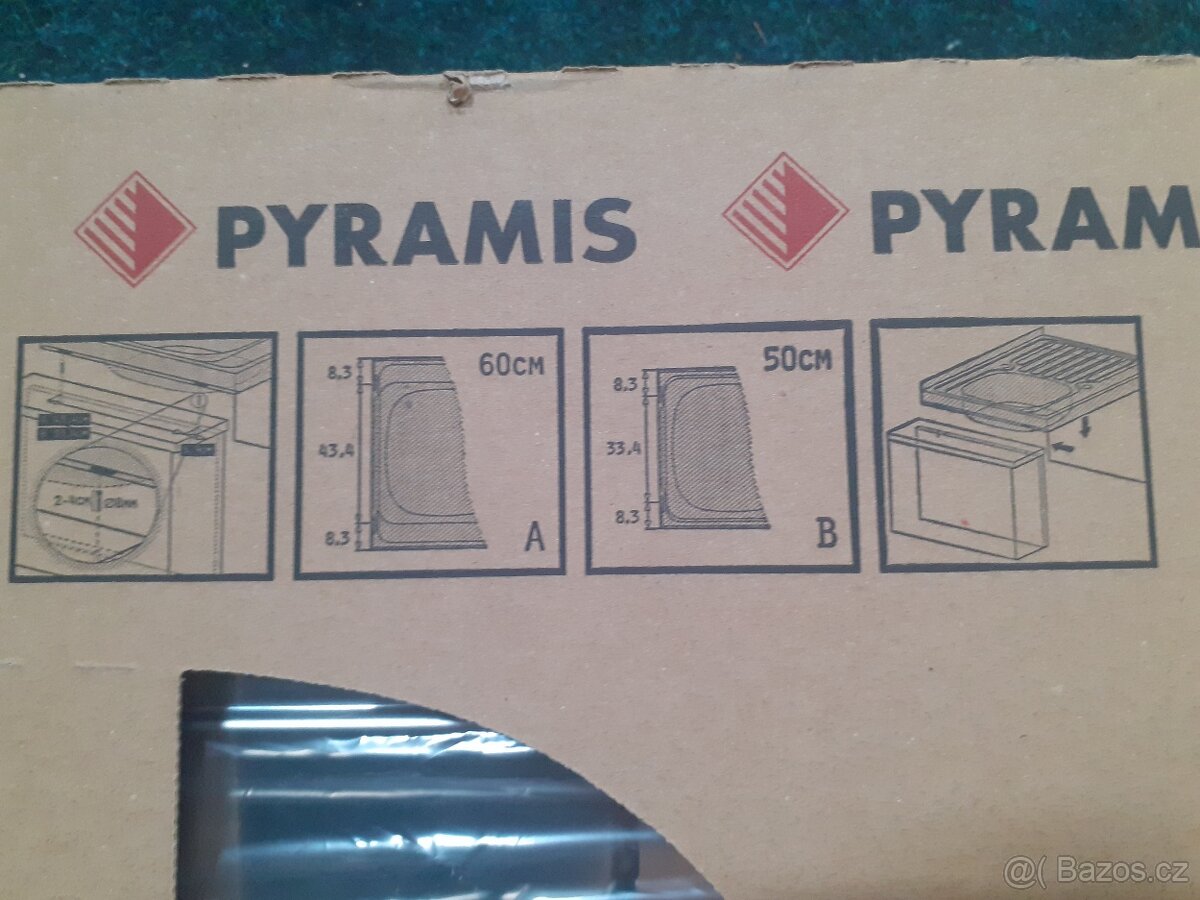 PYRAMIS
PYRAM
2-4CM Ø8MM
8,3
43,4
8,3
60CM
A
8,3
33,4
8,3
50CM
B
@( Bazos.cz